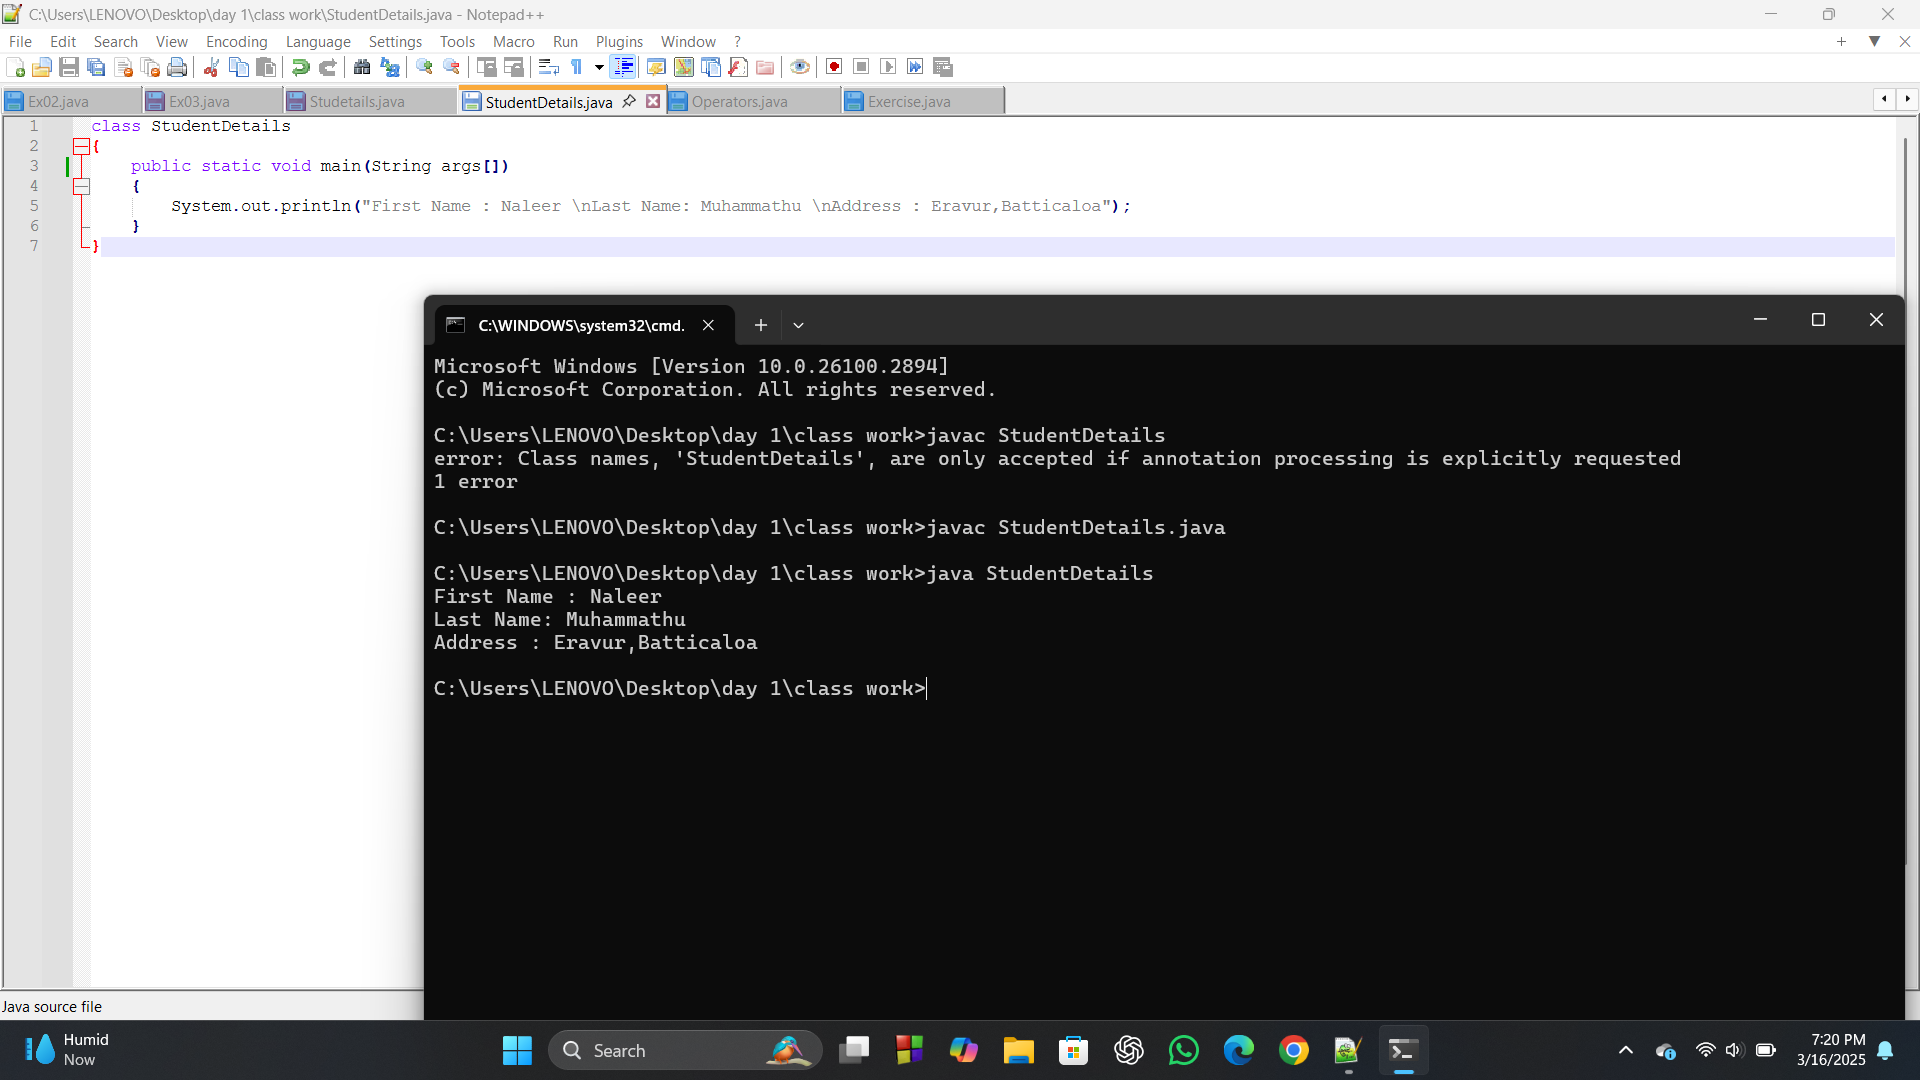 C:\Users\LENOVO\Desktop\day 1\class work\StudentDetails.java - Notepad++
File Edit Search View Encoding Language Settings Tools Macro Run Plugins Window ?
Ex02.java Ex03.java Studetails.java StudentDetails.java Operators.java Exercise.java
1 class StudentDetails
2 {
3 public static void main(String args[])
4 {
5 System.out.println("First Name : Naleer \nLast Name: Muhammathu \nAddress : Eravur,Batticaloa");
6 }
7 }
C:\WINDOWS\system32\cmd.
Microsoft Windows [Version 10.0.26100.2894]
(c) Microsoft Corporation. All rights reserved.
C:\Users\LENOVO\Desktop\day 1\class work>javac StudentDetails
error: Class names, 'StudentDetails', are only accepted if annotation processing is explicitly requested
1 error
C:\Users\LENOVO\Desktop\day 1\class work>javac StudentDetails.java
C:\Users\LENOVO\Desktop\day 1\class work>java StudentDetails
First Name : Naleer
Last Name: Muhammathu
Address : Eravur,Batticaloa
C:\Users\LENOVO\Desktop\day 1\class work>
Java source file
Humid
Now
Search
7:20 PM
3/16/2025